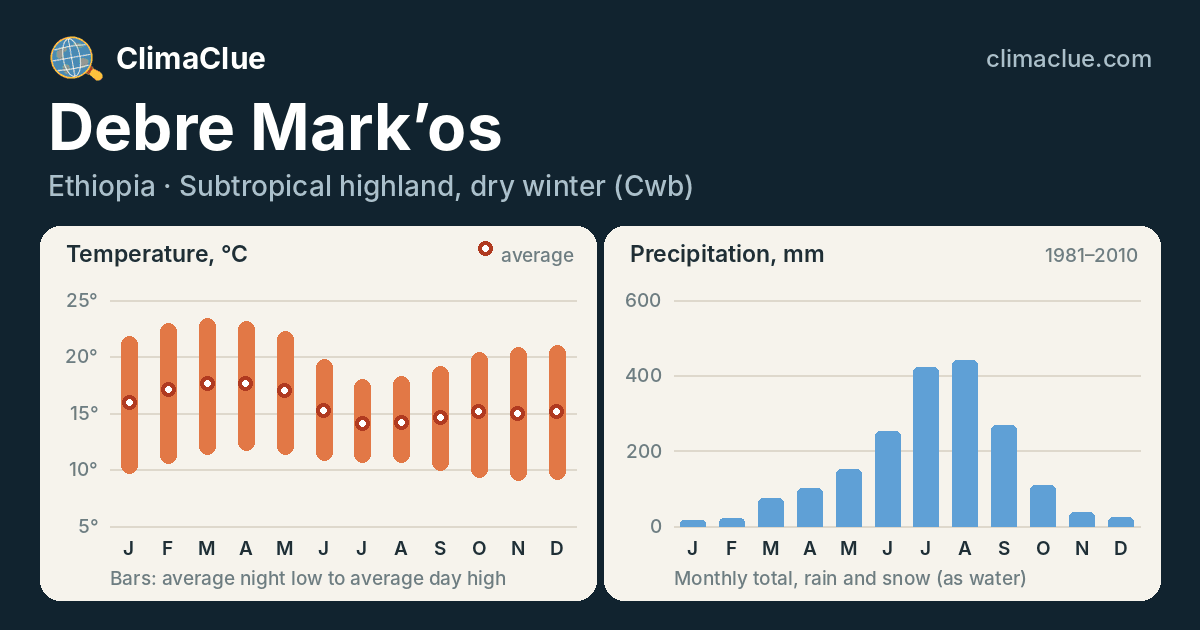 ClimaClue
climaclue.com
Debre Mark’os
Ethiopia · Subtropical highland, dry winter (Cwb)
Temperature, °C
average
25°
20°
15°
10°
5°
J F M A M J J A S O N D
Bars: average night low to average day high
Precipitation, mm
1981–2010
600
400
200
0
J F M A M J J A S O N D
Monthly total, rain and snow (as water)